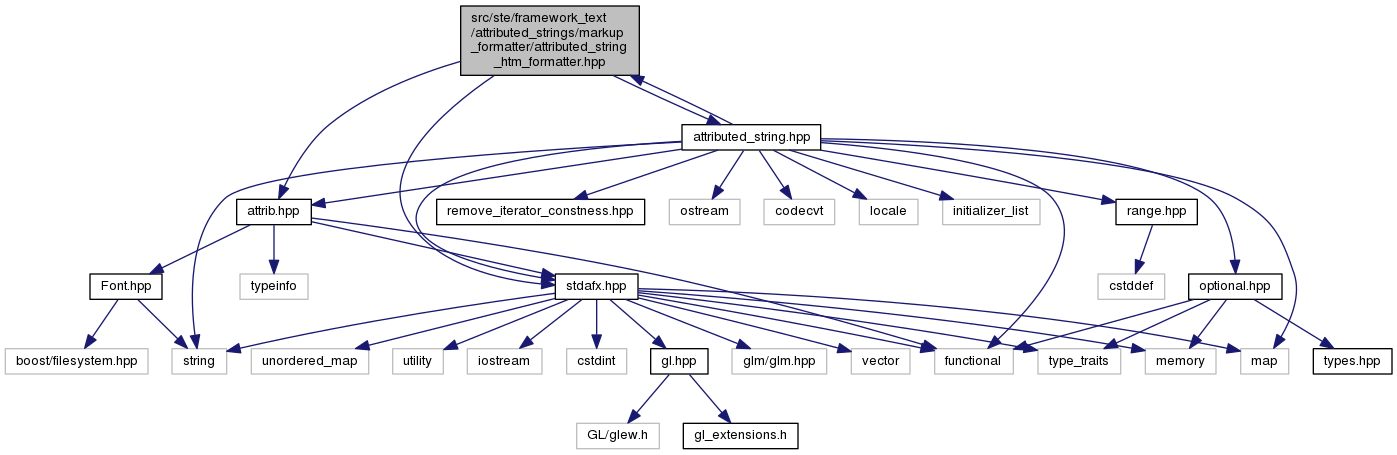 src/ste/framework_text
/attributed_strings/markup
_formatter/attributed_string
_htm_formatter.hpp
attributed_string.hpp
attrib.hpp
remove_iterator_constness.hpp
ostream
codecvt
locale
initializer_list
range.hpp
Font.hpp
typeinfo
stdafx.hpp
cstddef
optional.hpp
boost/filesystem.hpp
string
unordered_map
utility
iostream
cstdint
gl.hpp
glm/glm.hpp
vector
functional
type_traits
memory
map
types.hpp
GL/glew.h
gl_extensions.h